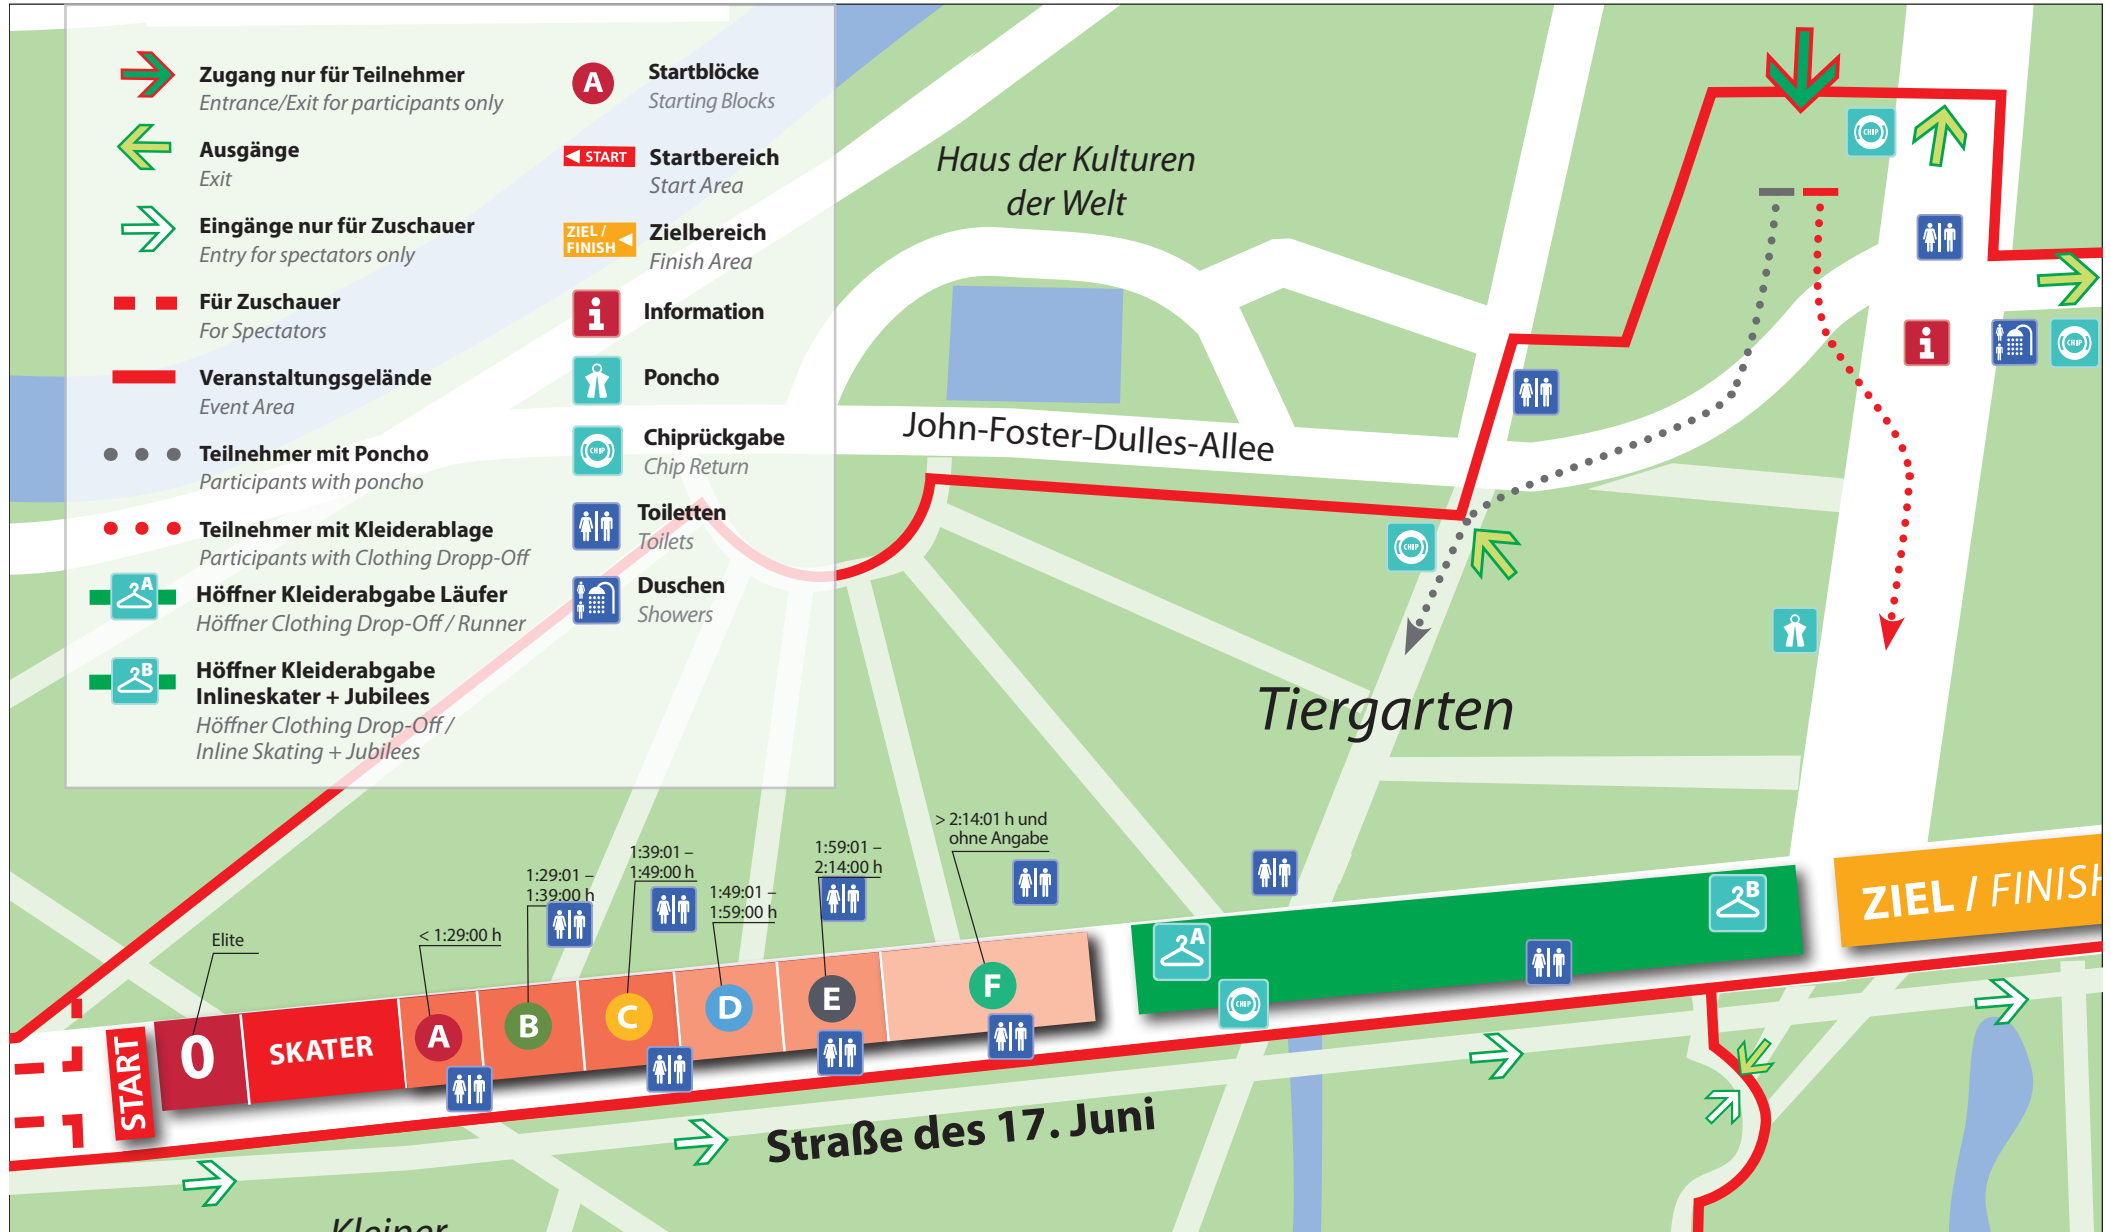 Zugang nur für Teilnehmer
Entrance/Exit for participants only
Ausgänge
Exit
Eingänge nur für Zuschauer
Entry for spectators only
Für Zuschauer
For Spectators
Veranstaltungsgelände
Event Area
Teilnehmer mit Poncho
Participants with poncho
Teilnehmer mit Kleiderablage
Participants with Clothing Dropp-Off
A
Höffner Kleiderabgabe Läufer
Höffner Clothing Drop-Off / Runner
B
Höffner Kleiderabgabe
Inlineskater + Jubilees
Höffner Clothing Drop-Off /
Inline Skating + Jubilees
A
Startblöcke
Starting Blocks
START
Startbereich
Start Area
ZIEL /
FINISH
Zielbereich
Finish Area
i
Information
Poncho
CHIP
Chiprückgabe
Chip Return
Toiletten
Toilets
Duschen
Showers
Haus der Kulturen
der Welt
CHIP
CHIP
i
John-Foster-Dulles-Allee
CHIP
Tiergarten
> 2:14:01 h und
ohne Angabe
1:59:01 –
2:14:00 h
1:39:01 –
1:49:00 h
1:29:01 –
1:39:00 h
1:49:01 –
1:59:00 h
< 1:29:00 h
Elite
START
0
SKATER
A
B
C
D
E
F
A
CHIP
B
ZIEL / FINISH
Straße des 17. Juni
Kleiner